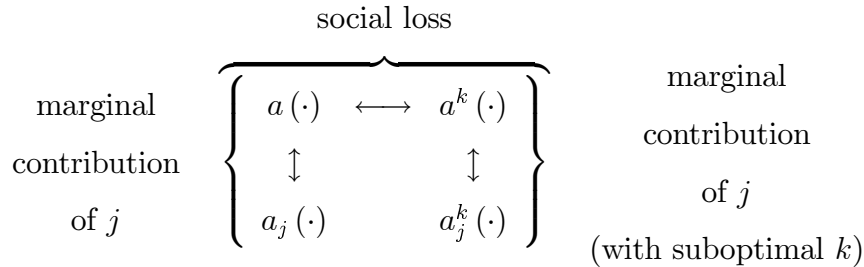 social loss
marginal contribution of j
a (·) ⟷ a^k (·)
↕ ↕
a_j (·) a_j^k (·)
marginal contribution of j (with suboptimal k)